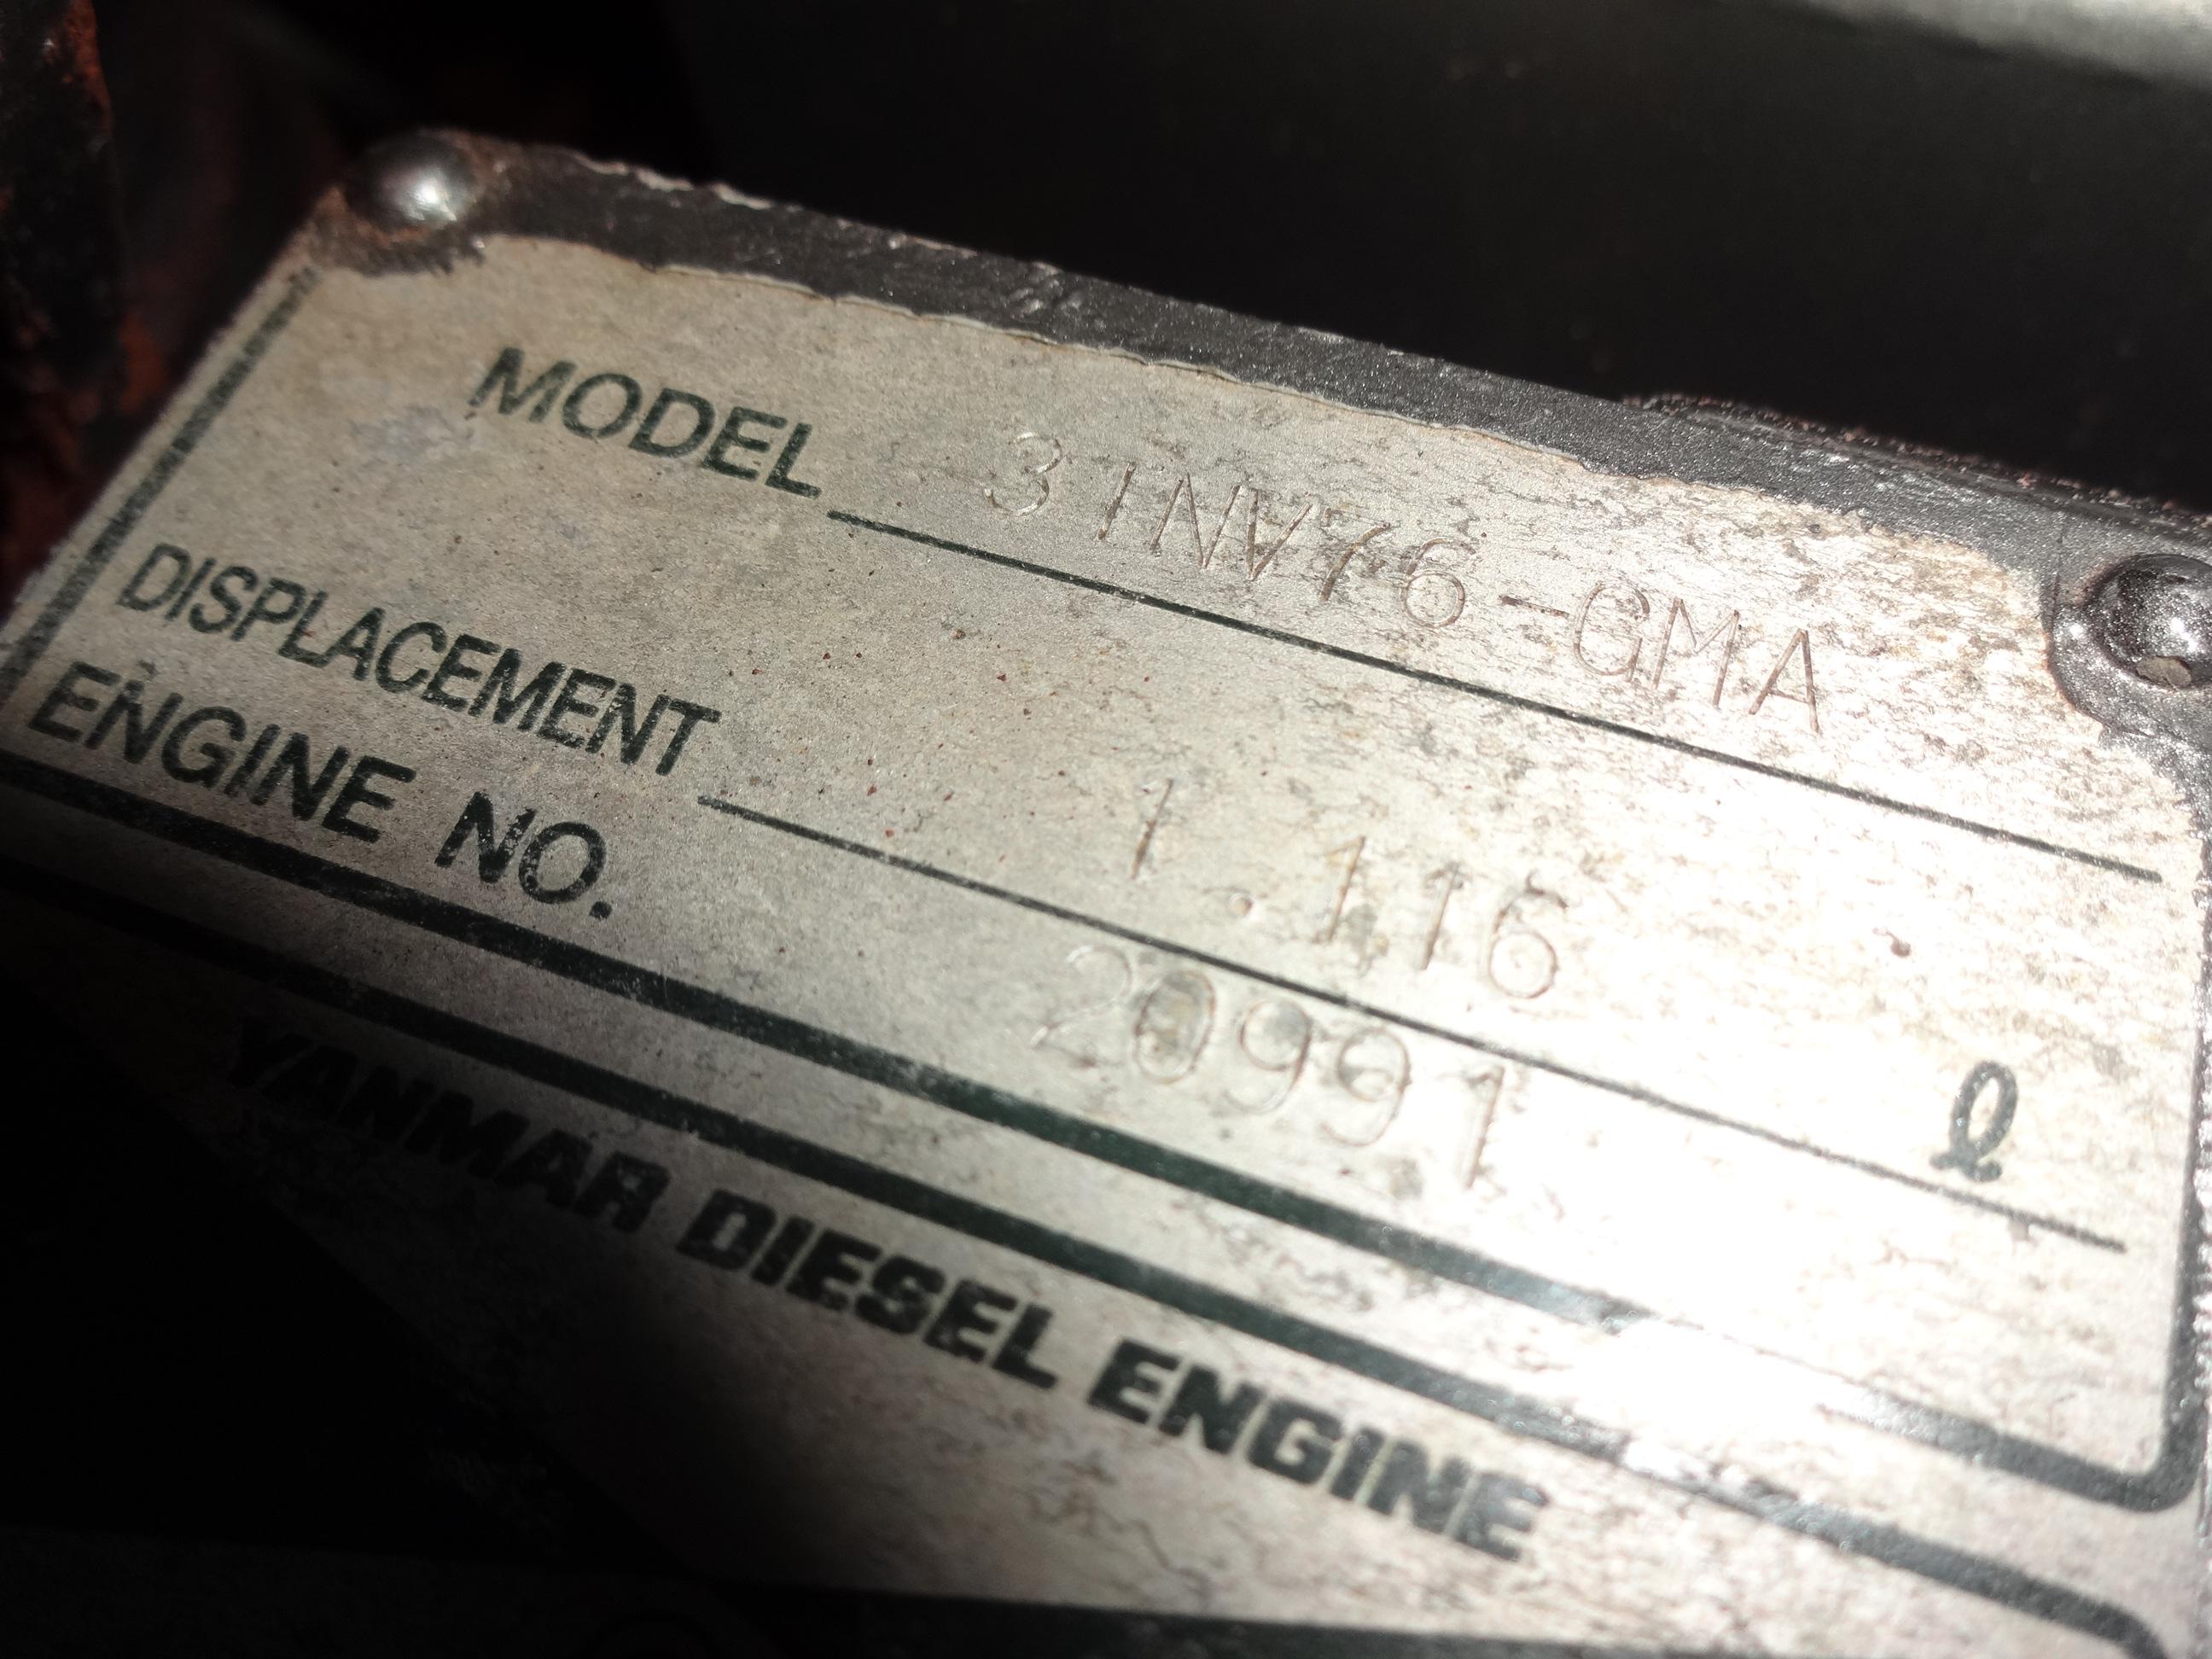 MODEL 3TNV76-GMA
DISPLACEMENT 1.116 ℓ
ENGINE NO. 20991
YANMAR DIESEL ENGINE